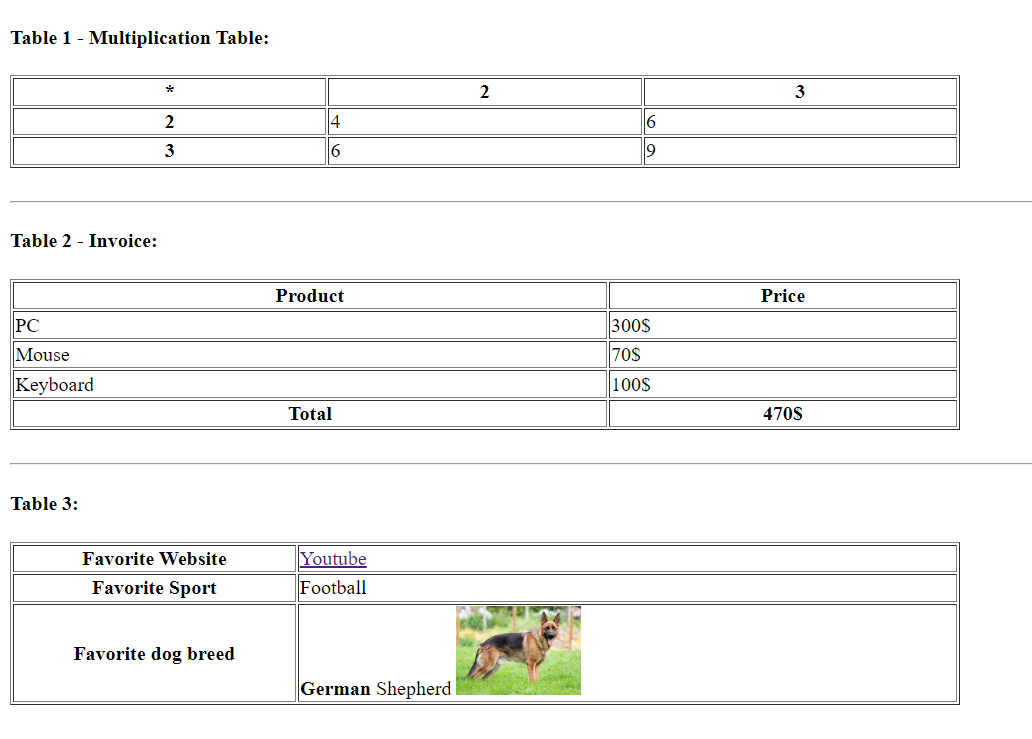 Table 1 - Multiplication Table:
* 2 3
2 4 6
3 6 9
Table 2 - Invoice:
Product Price
PC 300$
Mouse 70$
Keyboard 100$
Total 470$
Table 3:
Favorite Website Youtube
Favorite Sport Football
Favorite dog breed German Shepherd